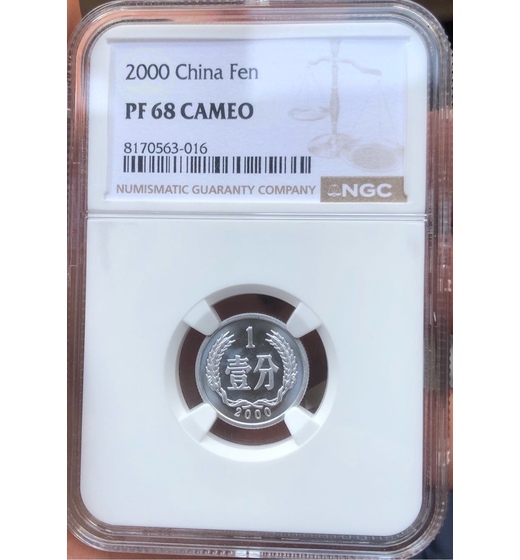 2000 China Fen
PF 68 CAMEO
8170563-016
NUMISMATIC GUARANTY COMPANY NGC
1
壹分
2000